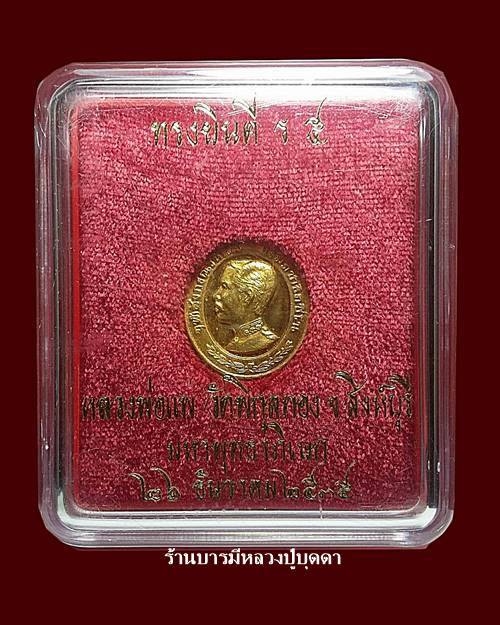 ทรงยินดี ร ๕
หลวงพ่อแพ วัดพิกุลทอง จ สิงห์บุรี
มหาพุทธาภิเษก
๒๖ ธันวาคม ๒๕๓๕
ร้านบารมีหลวงปู่บุดดา